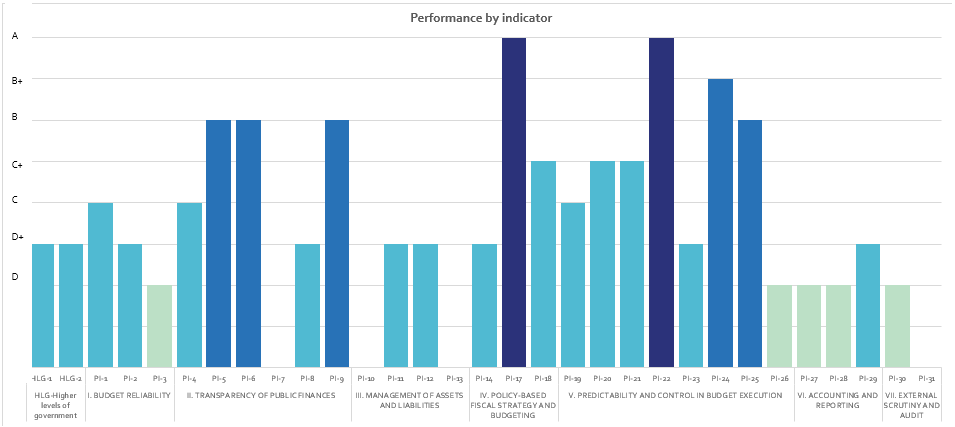 Performance by indicator
A
B+
B
C+
C
D+
D
HLG-1 HLG-2 PI-1 PI-2 PI-3 PI-4 PI-5 PI-6 PI-7 PI-8 PI-9 PI-10 PI-11 PI-12 PI-13 PI-14 PI-17 PI-18 PI-19 PI-20 PI-21 PI-22 PI-23 PI-24 PI-25 PI-26 PI-27 PI-28 PI-29 PI-30 PI-31
HLG-Higher
levels of
government
I. BUDGET RELIABILITY
II. TRANSPARENCY OF PUBLIC FINANCES
III. MANAGEMENT OF ASSETS
AND LIABILITIES
IV. POLICY-BASED
FISCAL STRATEGY AND
BUDGETING
V. PREDICTABILITY AND CONTROL IN BUDGET EXECUTION
VI. ACCOUNTING AND
REPORTING
VII. EXTERNAL
SCRUTINY AND
AUDIT